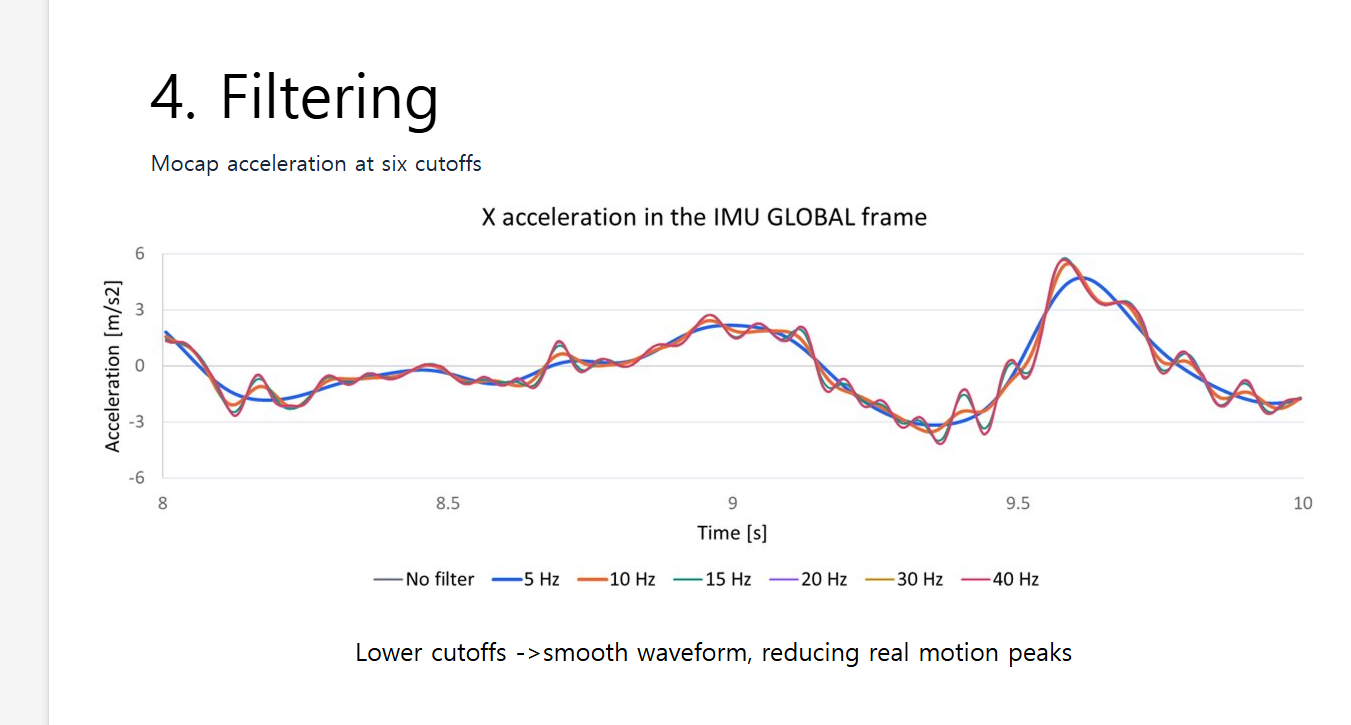 4. Filtering
Mocap acceleration at six cutoffs
X acceleration in the IMU GLOBAL frame
Acceleration [m/s2]
6
3
0
-3
-6
8 8.5 9 9.5 10
Time [s]
No filter 5 Hz 10 Hz 15 Hz 20 Hz 30 Hz 40 Hz
Lower cutoffs ->smooth waveform, reducing real motion peaks